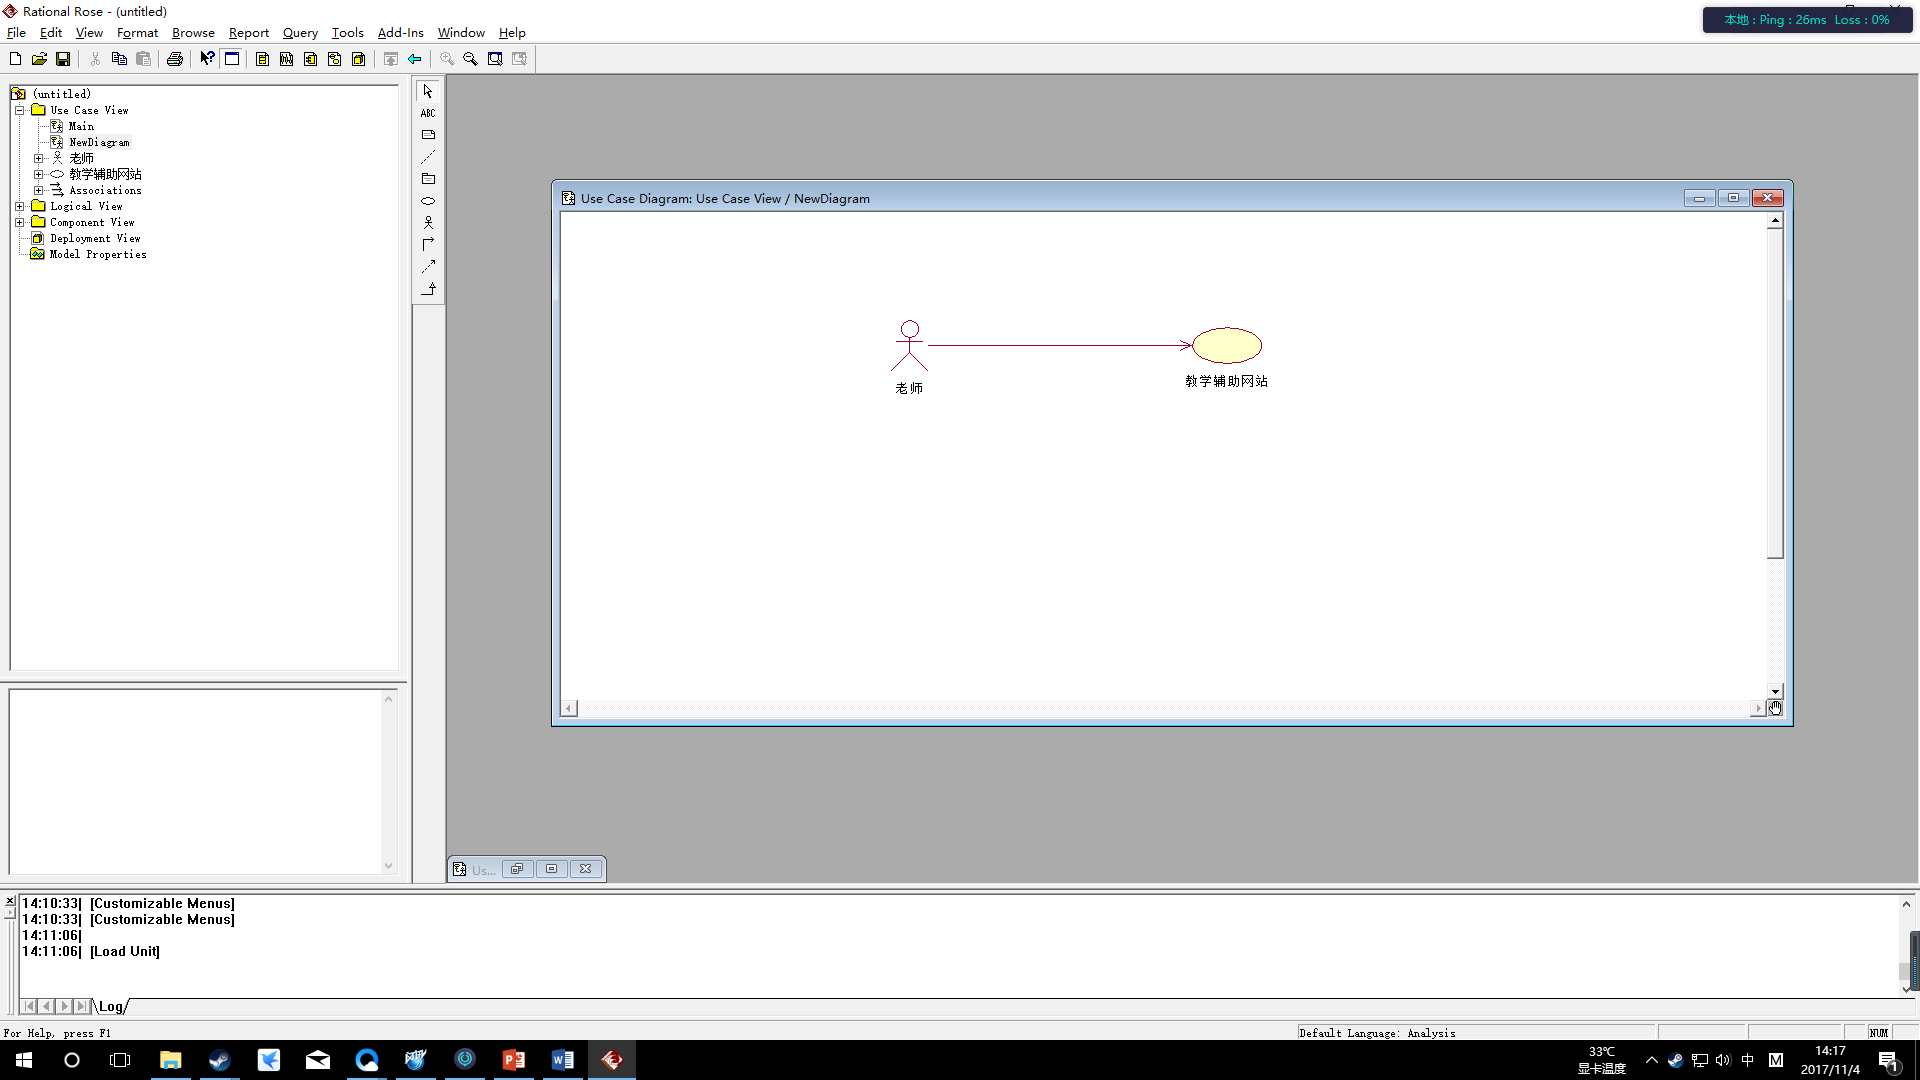 Rational Rose - (untitled)
本地 : Ping : 26ms Loss : 0%
File Edit View Format Browse Report Query Tools Add-Ins Window Help
(untitled)
Use Case View
Main
NewDiagram
老师
教学辅助网站
Associations
Logical View
Component View
Deployment View
Model Properties
ABC
Use Case Diagram: Use Case View / NewDiagram
老师
教学辅助网站
Us...
14:10:33| [Customizable Menus]
14:10:33| [Customizable Menus]
14:11:06|
14:11:06| [Load Unit]
Log
For Help, press F1
Default Language: Analysis
NUM
33℃
显卡温度
中
M
14:17
2017/11/4
1